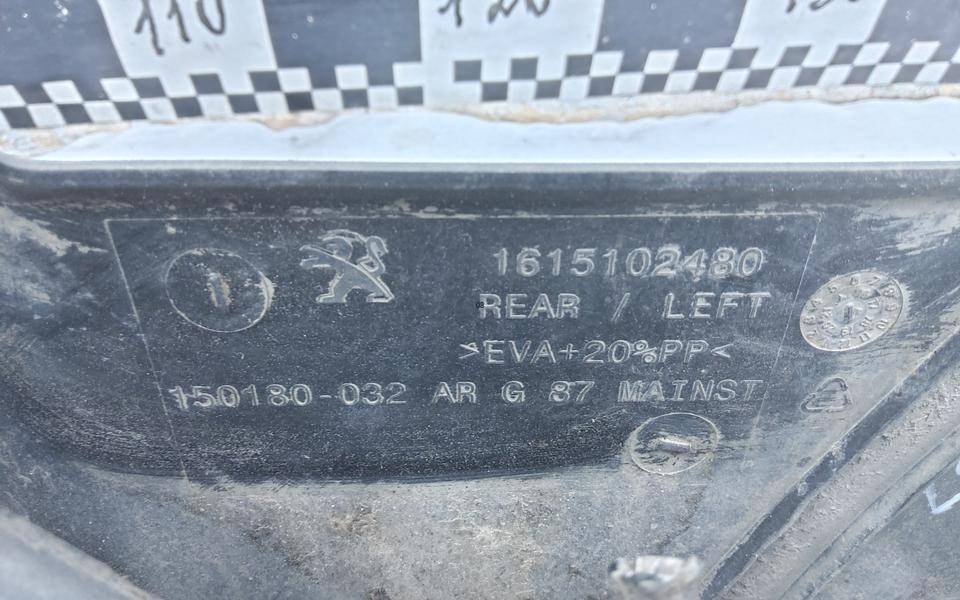 110
120
1615102480
REAR / LEFT
>EVA+20%PP<
150180-032 AR G 87 MAINST